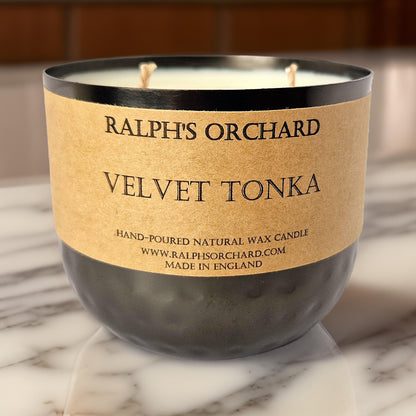 RALPH'S ORCHARD
VELVET TONKA
HAND-POURED NATURAL WAX CANDLE
WWW.RALPHSORCHARD.COM
MADE IN ENGLAND